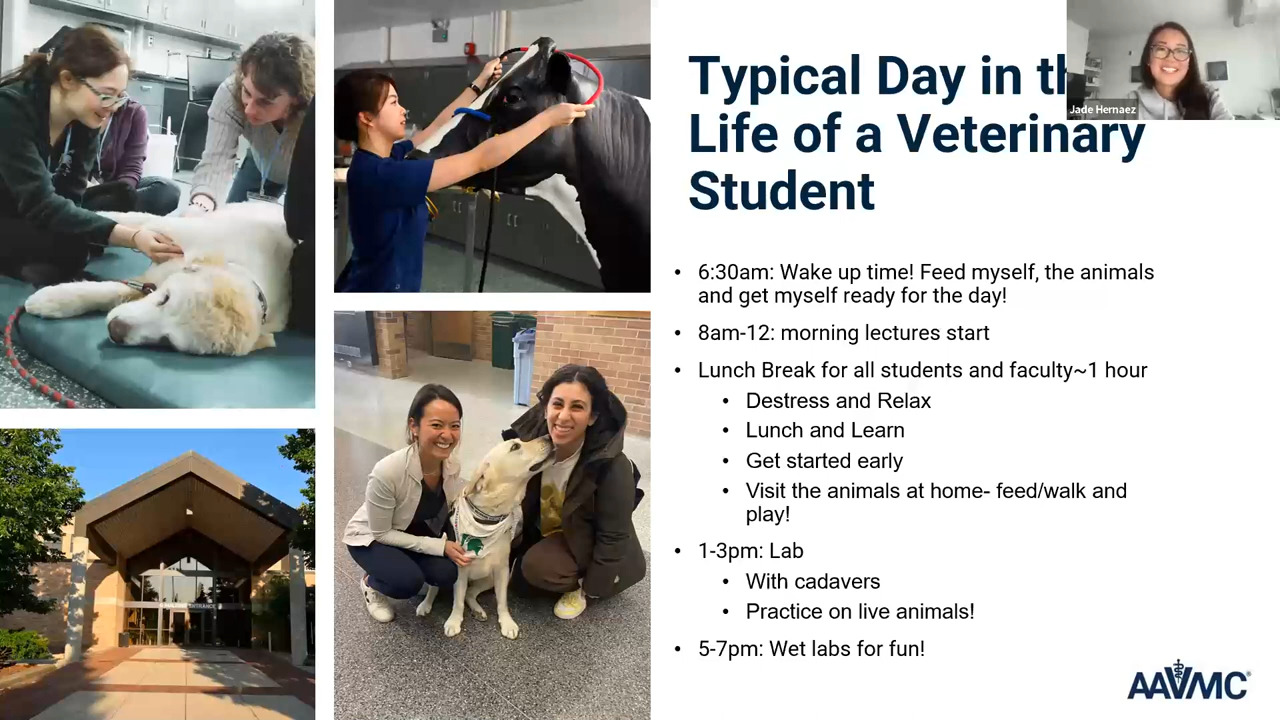 Typical Day in th
Jade Hernaez
Life of a Veterinary
Student
• 6:30am: Wake up time! Feed myself, the animals
and get myself ready for the day!
• 8am-12: morning lectures start
• Lunch Break for all students and faculty~1 hour
• Destress and Relax
• Lunch and Learn
• Get started early
• Visit the animals at home- feed/walk and
play!
• 1-3pm: Lab
• With cadavers
• Practice on live animals!
• 5-7pm: Wet labs for fun!
AAVMC®